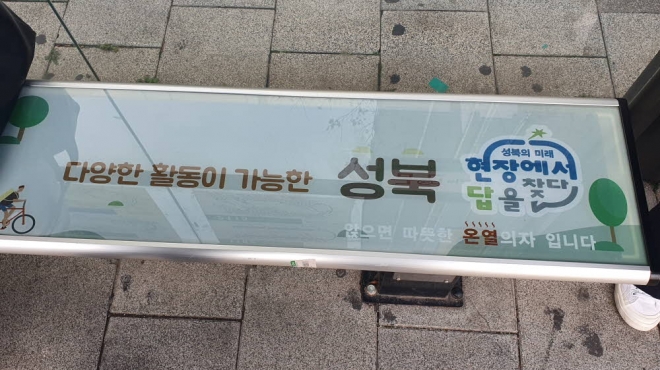 다양한 활동이 가능한 성북
성북의 미래
현장에서
답을 찾다
앉으면 따뜻한 온열의자 입니다